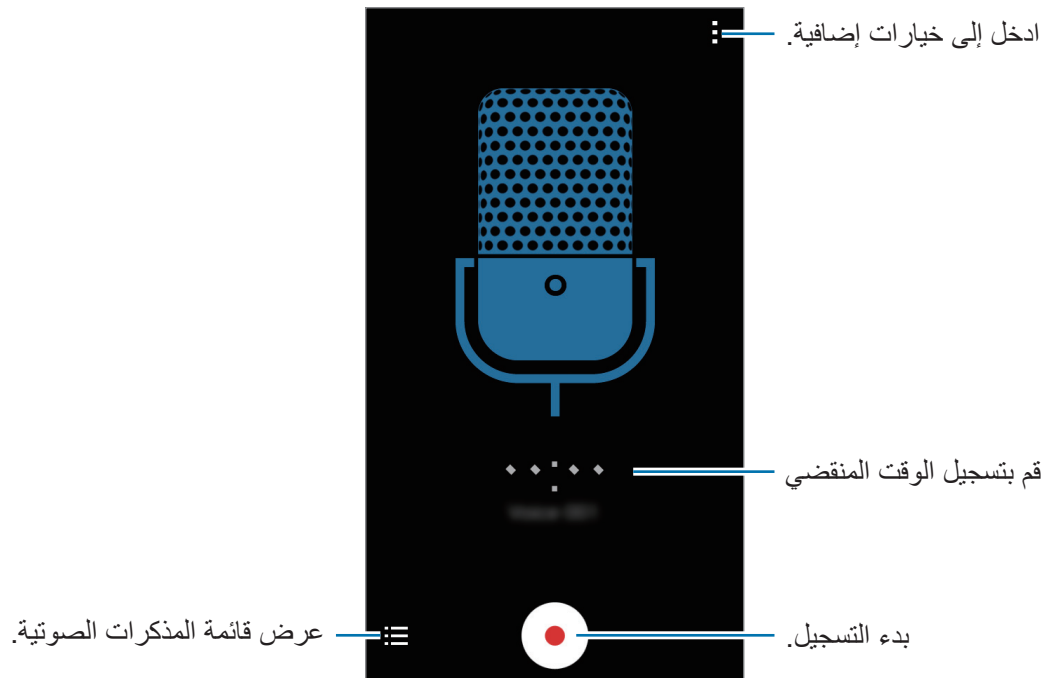 ادخل إلى خيارات إضافية.
قم بتسجيل الوقت المنقضي
بدء التسجيل.
عرض قائمة المذكرات الصوتية.